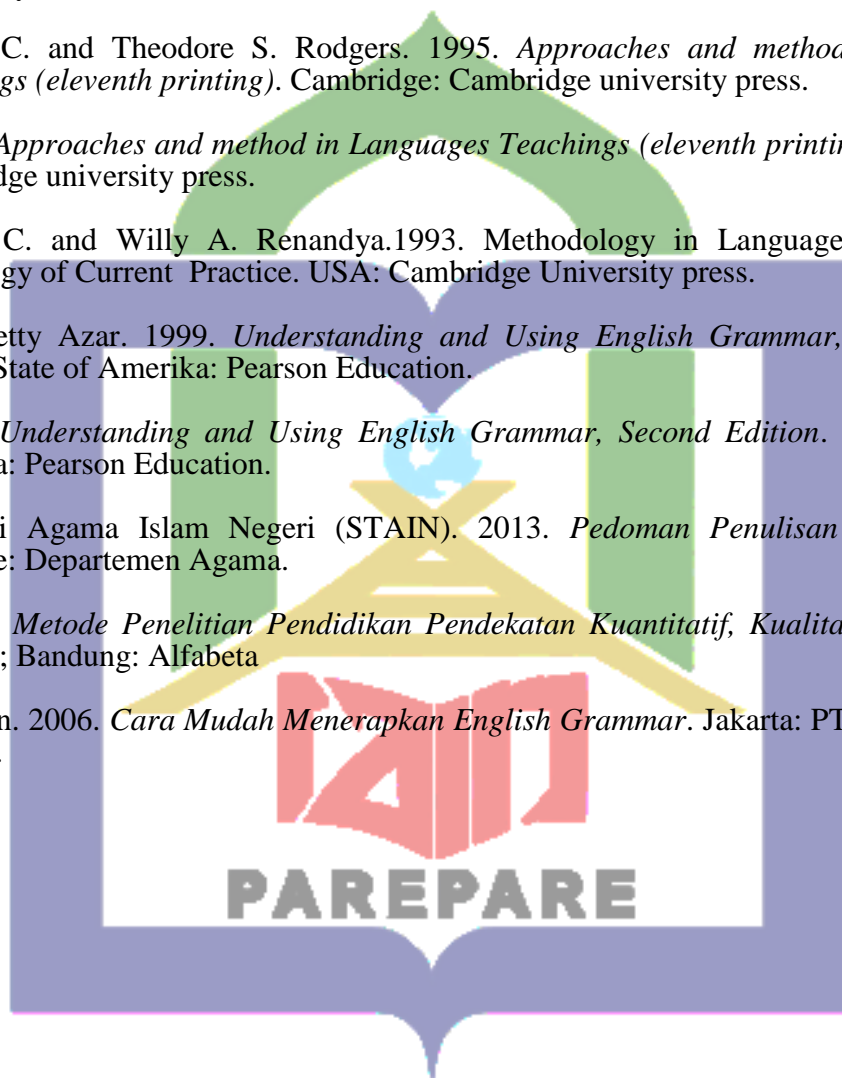 C. and Theodore S. Rodgers. 1995. Approaches and method
gs (eleventh printing). Cambridge: Cambridge university press.
Approaches and method in Languages Teachings (eleventh printin
dge university press.
C. and Willy A. Renandya.1993. Methodology in Language
gy of Current Practice. USA: Cambridge University press.
etty Azar. 1999. Understanding and Using English Grammar,
State of Amerika: Pearson Education.
Understanding and Using English Grammar, Second Edition.
a: Pearson Education.
i Agama Islam Negeri (STAIN). 2013. Pedoman Penulisan
e: Departemen Agama.
Metode Penelitian Pendidikan Pendekatan Kuantitatif, Kualita
; Bandung: Alfabeta
n. 2006. Cara Mudah Menerapkan English Grammar. Jakarta: PT
PAREPARE